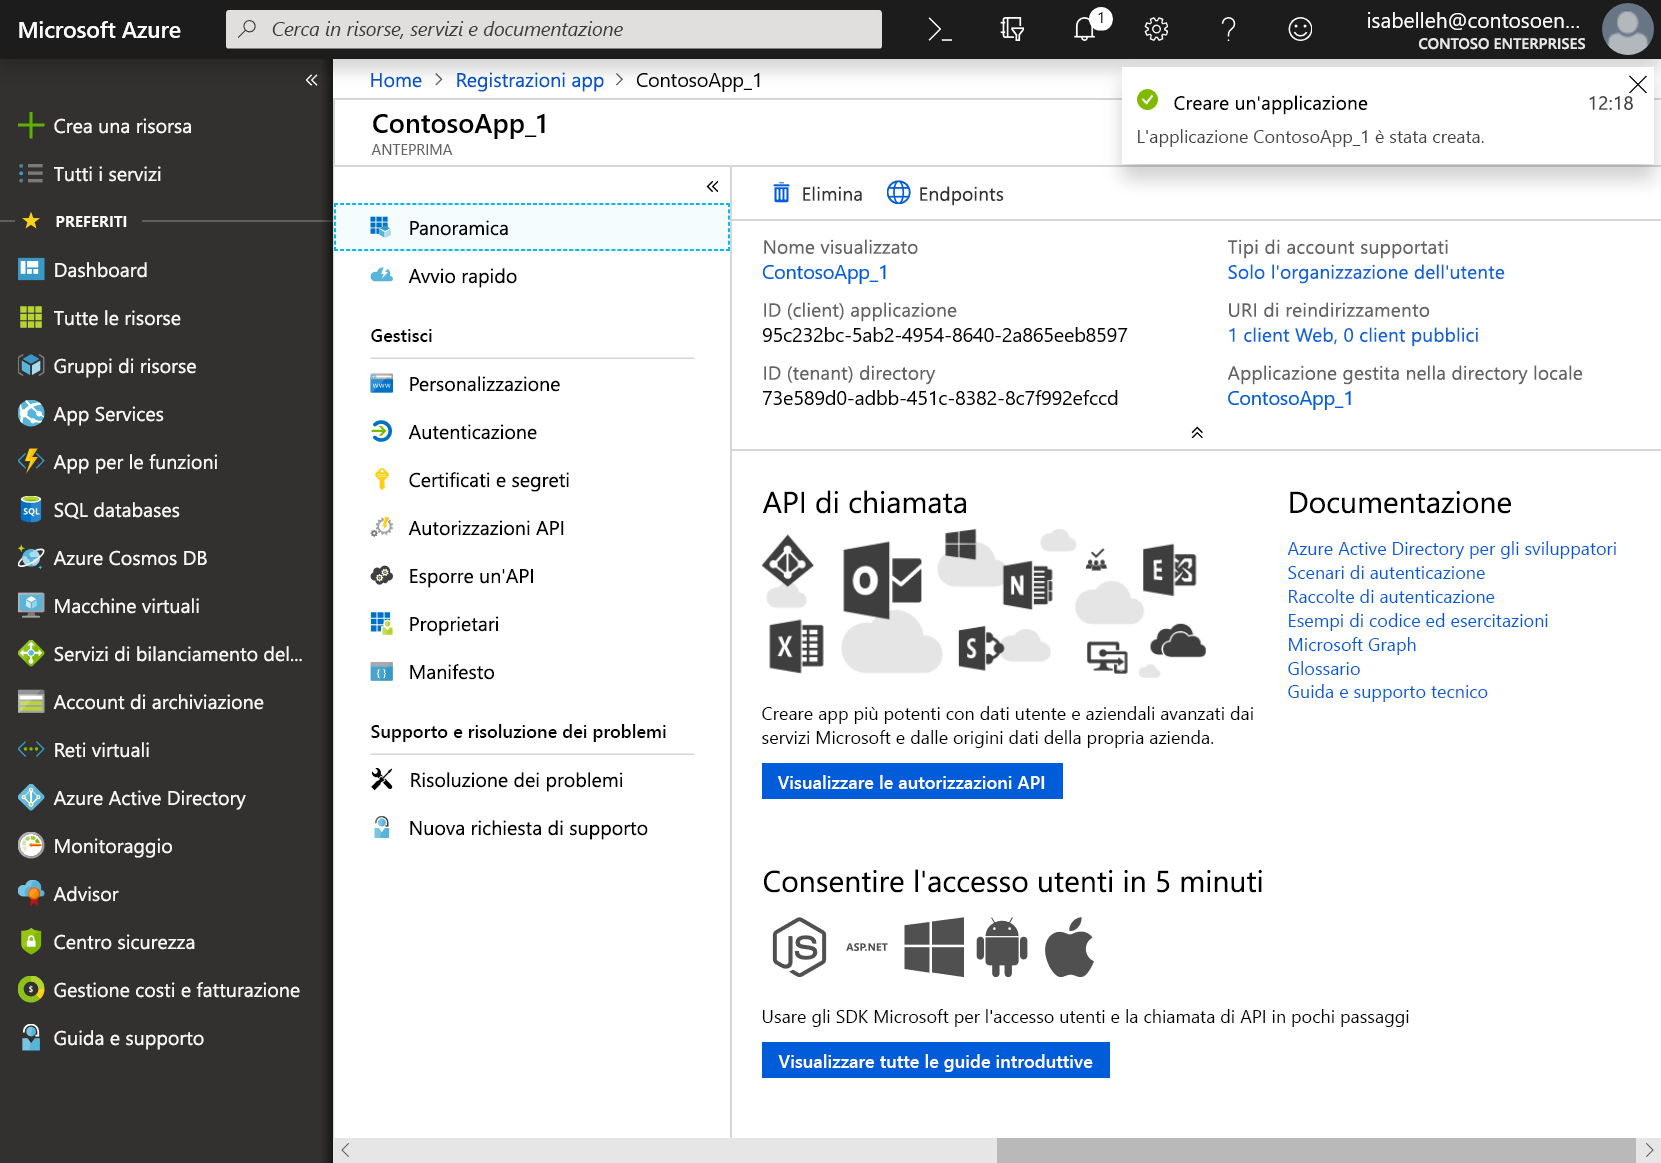 Microsoft Azure
Cerca in risorse, servizi e documentazione
1
isabelleh@contosoen...
CONTOSO ENTERPRISES
Crea una risorsa
Tutti i servizi
PREFERITI
Dashboard
Tutte le risorse
Gruppi di risorse
App Services
App per le funzioni
SQL databases
Azure Cosmos DB
Macchine virtuali
Servizi di bilanciamento del...
Account di archiviazione
Reti virtuali
Azure Active Directory
Monitoraggio
Advisor
Centro sicurezza
Gestione costi e fatturazione
Guida e supporto
Home > Registrazioni app > ContosoApp_1
ContosoApp_1
ANTEPRIMA
Creare un'applicazione 12:18
L'applicazione ContosoApp_1 è stata creata.
Panoramica
Avvio rapido
Gestisci
Personalizzazione
Autenticazione
Certificati e segreti
Autorizzazioni API
Esporre un'API
Proprietari
Manifesto
Supporto e risoluzione dei problemi
Risoluzione dei problemi
Nuova richiesta di supporto
Elimina
Endpoints
Nome visualizzato
ContosoApp_1
ID (client) applicazione
95c232bc-5ab2-4954-8640-2a865eeb8597
ID (tenant) directory
73e589d0-adbb-451c-8382-8c7f992efccd
Tipi di account supportati
Solo l'organizzazione dell'utente
URI di reindirizzamento
1 client Web, 0 client pubblici
Applicazione gestita nella directory locale
ContosoApp_1
API di chiamata
Creare app più potenti con dati utente e aziendali avanzati dai
servizi Microsoft e dalle origini dati della propria azienda.
Visualizzare le autorizzazioni API
Documentazione
Azure Active Directory per gli sviluppatori
Scenari di autenticazione
Raccolte di autenticazione
Esempi di codice ed esercitazioni
Microsoft Graph
Glossario
Guida e supporto tecnico
Consentire l'accesso utenti in 5 minuti
JS
ASP.NET
Usare gli SDK Microsoft per l'accesso utenti e la chiamata di API in pochi passaggi
Visualizzare tutte le guide introduttive